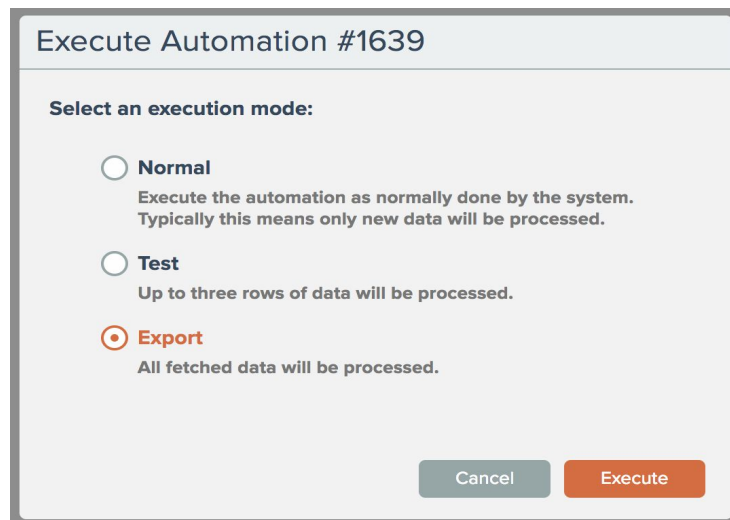 Execute Automation #1639
Select an execution mode:
Normal
Execute the automation as normally done by the system.
Typically this means only new data will be processed.
Test
Up to three rows of data will be processed.
Export
All fetched data will be processed.
Cancel
Execute